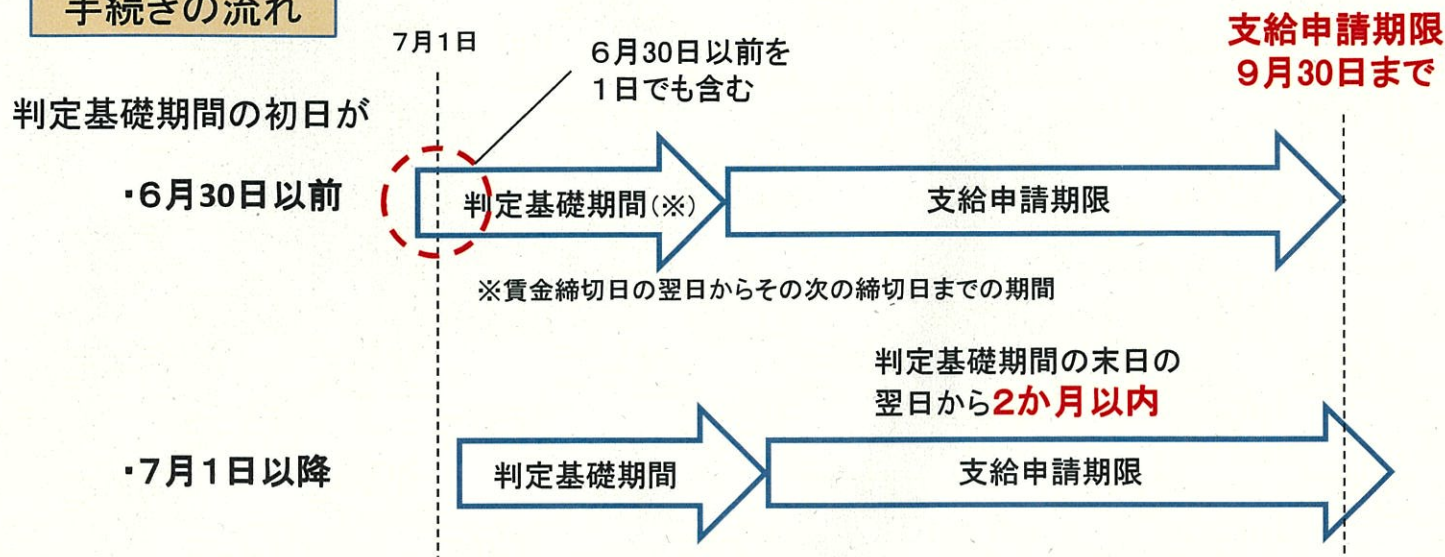 手続きの流れ
7月1日
6月30日以前を
1日でも含む
支給申請期限
9月30日まで
判定基礎期間の初日が
・6月30日以前
判定基礎期間(※)
支給申請期限
※賃金締切日の翌日からその次の締切日までの期間
判定基礎期間の末日の
翌日から2か月以内
・7月1日以降
判定基礎期間
支給申請期限